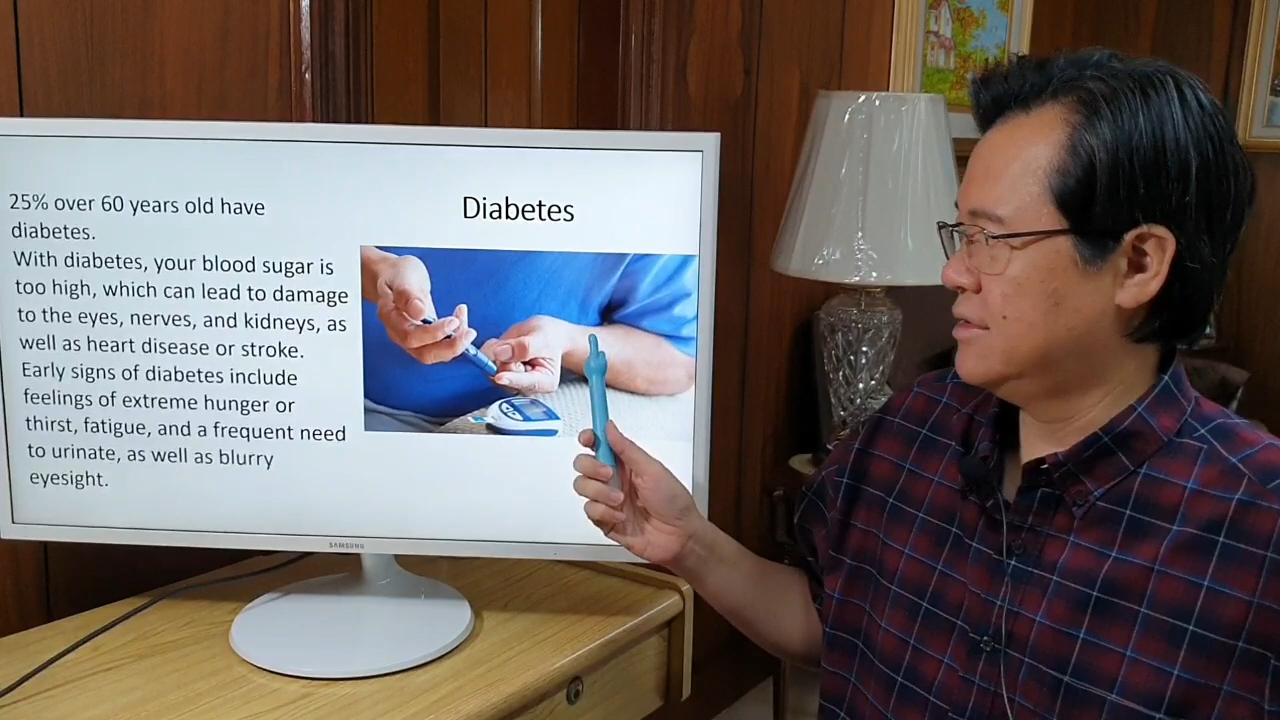 25% over 60 years old have
diabetes.
With diabetes, your blood sugar is
too high, which can lead to damage
to the eyes, nerves, and kidneys, as
well as heart disease or stroke.
Early signs of diabetes include
feelings of extreme hunger or
thirst, fatigue, and a frequent need
to urinate, as well as blurry
eyesight.
Diabetes
SAMSUNG